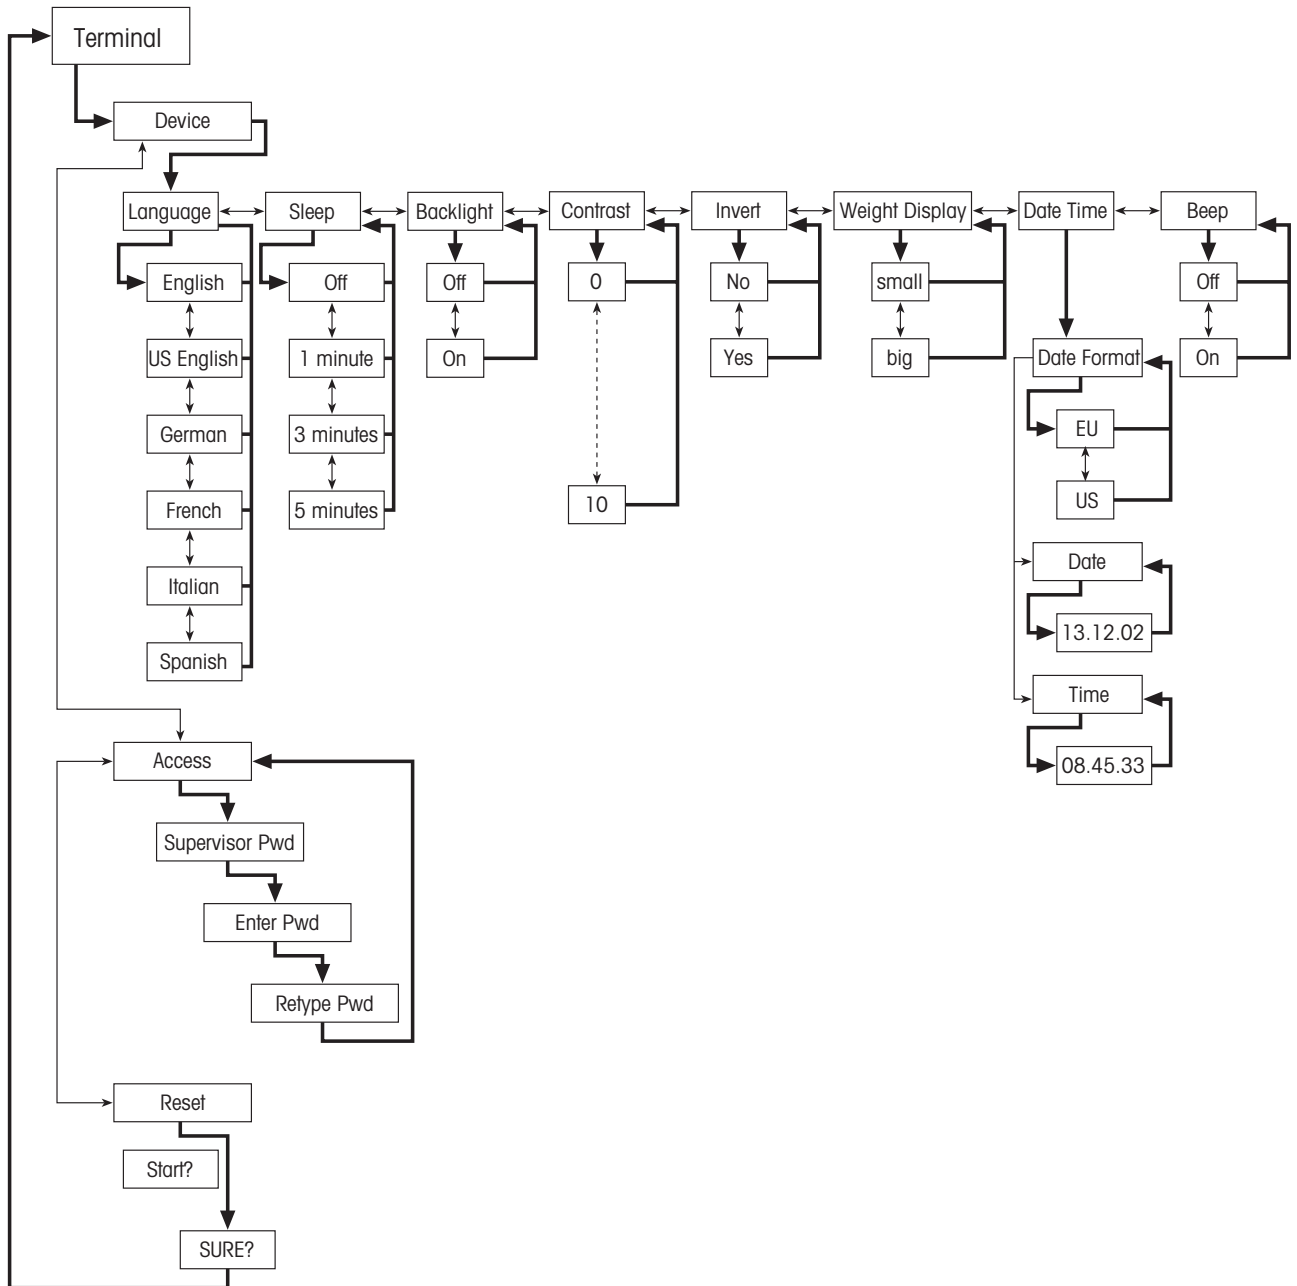 Terminal
Device
Language
Sleep
Backlight
Contrast
Invert
Weight Display
Date Time
Beep
English
US English
German
French
Italian
Spanish
Off
1 minute
3 minutes
5 minutes
Off
On
0
10
No
Yes
small
big
Date Format
EU
US
Date
13.12.02
Time
08.45.33
Off
On
Access
Supervisor Pwd
Enter Pwd
Retype Pwd
Reset
Start?
SURE?